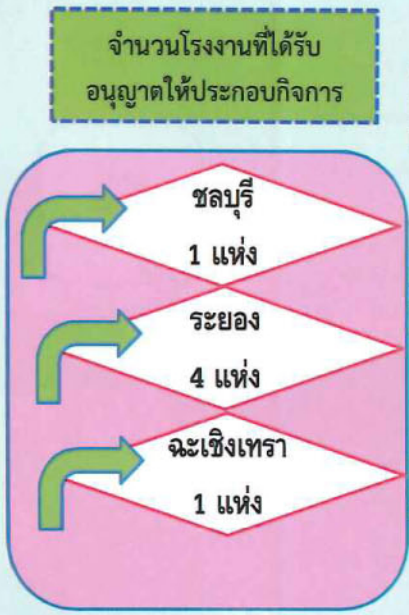 จำนวนโรงงานที่ได้รับ
อนุญาตให้ประกอบกิจการ
ชลบุรี
1 แห่ง
ระยอง
4 แห่ง
ฉะเชิงเทรา
1 แห่ง